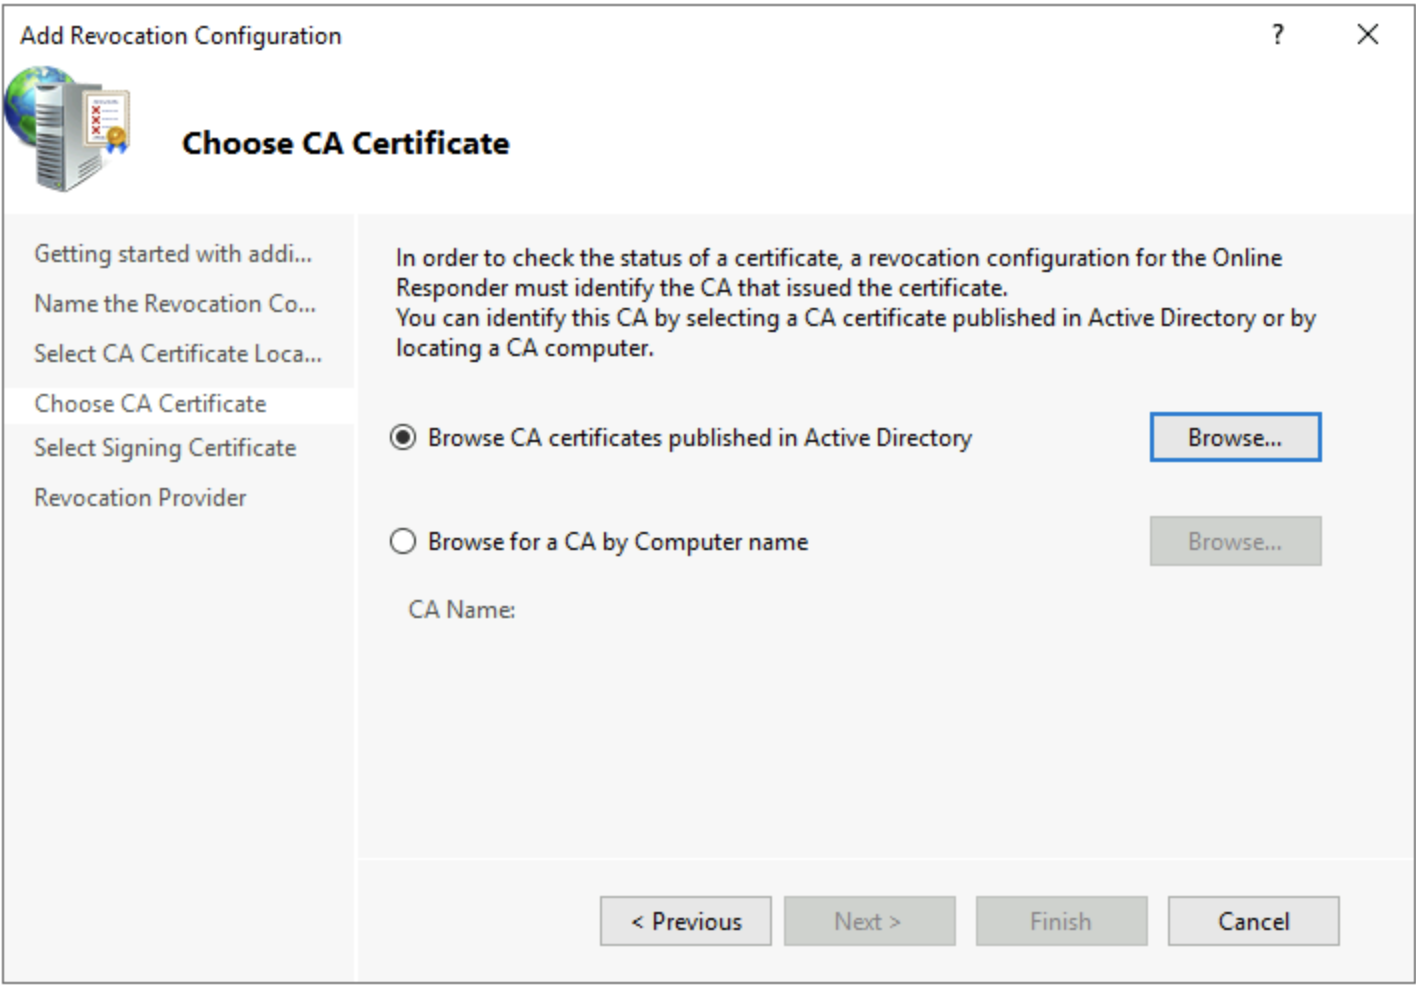 Add Revocation Configuration
?
Choose CA Certificate
Getting started with addi...
Name the Revocation Co...
Select CA Certificate Loca...
Choose CA Certificate
Select Signing Certificate
Revocation Provider
In order to check the status of a certificate, a revocation configuration for the Online
Responder must identify the CA that issued the certificate.
You can identify this CA by selecting a CA certificate published in Active Directory or by
locating a CA computer.
Browse CA certificates published in Active Directory
Browse...
Browse for a CA by Computer name
Browse...
CA Name:
< Previous
Next >
Finish
Cancel